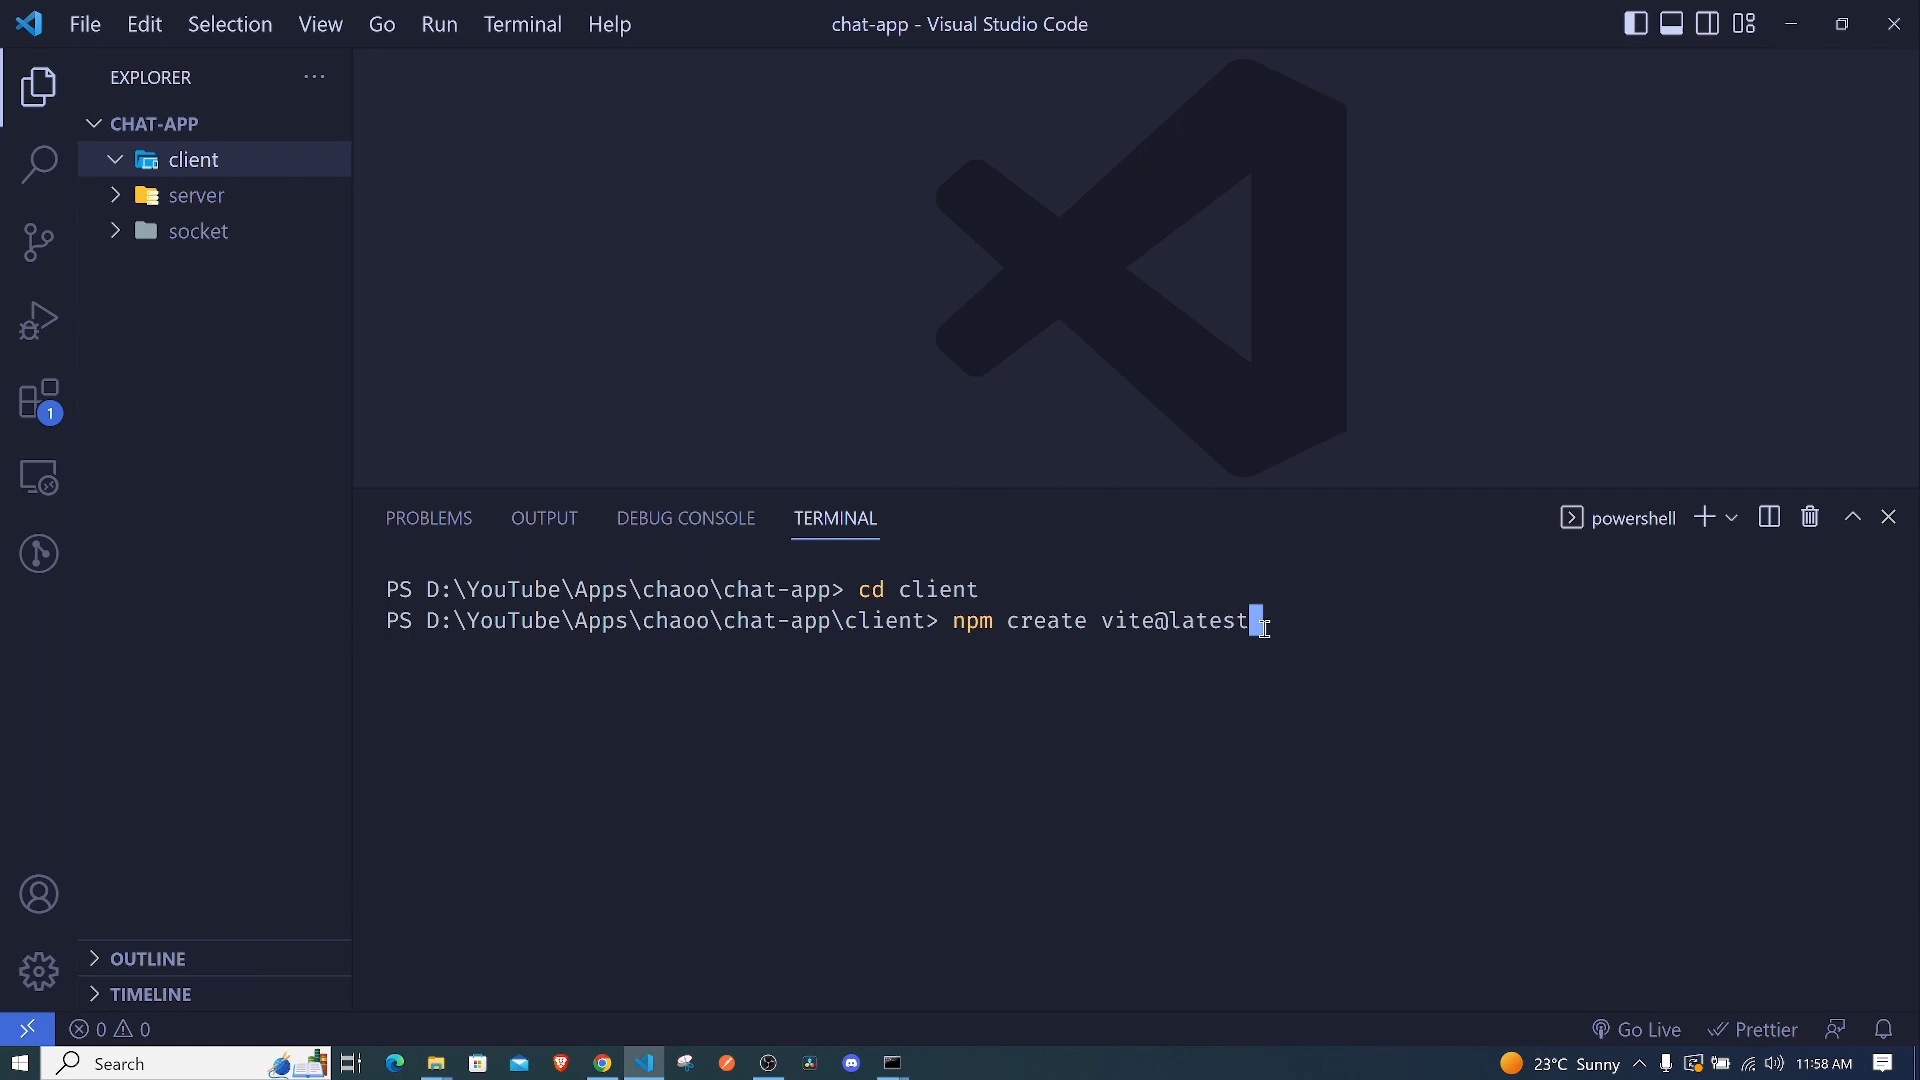 File Edit Selection View Go Run Terminal Help
chat-app - Visual Studio Code
EXPLORER
CHAT-APP
client
server
socket
1
PROBLEMS OUTPUT DEBUG CONSOLE TERMINAL
powershell
PS D:\YouTube\Apps\chaoo\chat-app> cd client
PS D:\YouTube\Apps\chaoo\chat-app\client> npm create vite@latest
OUTLINE
TIMELINE
0 0
Go Live Prettier
Search
23°C Sunny
11:58 AM